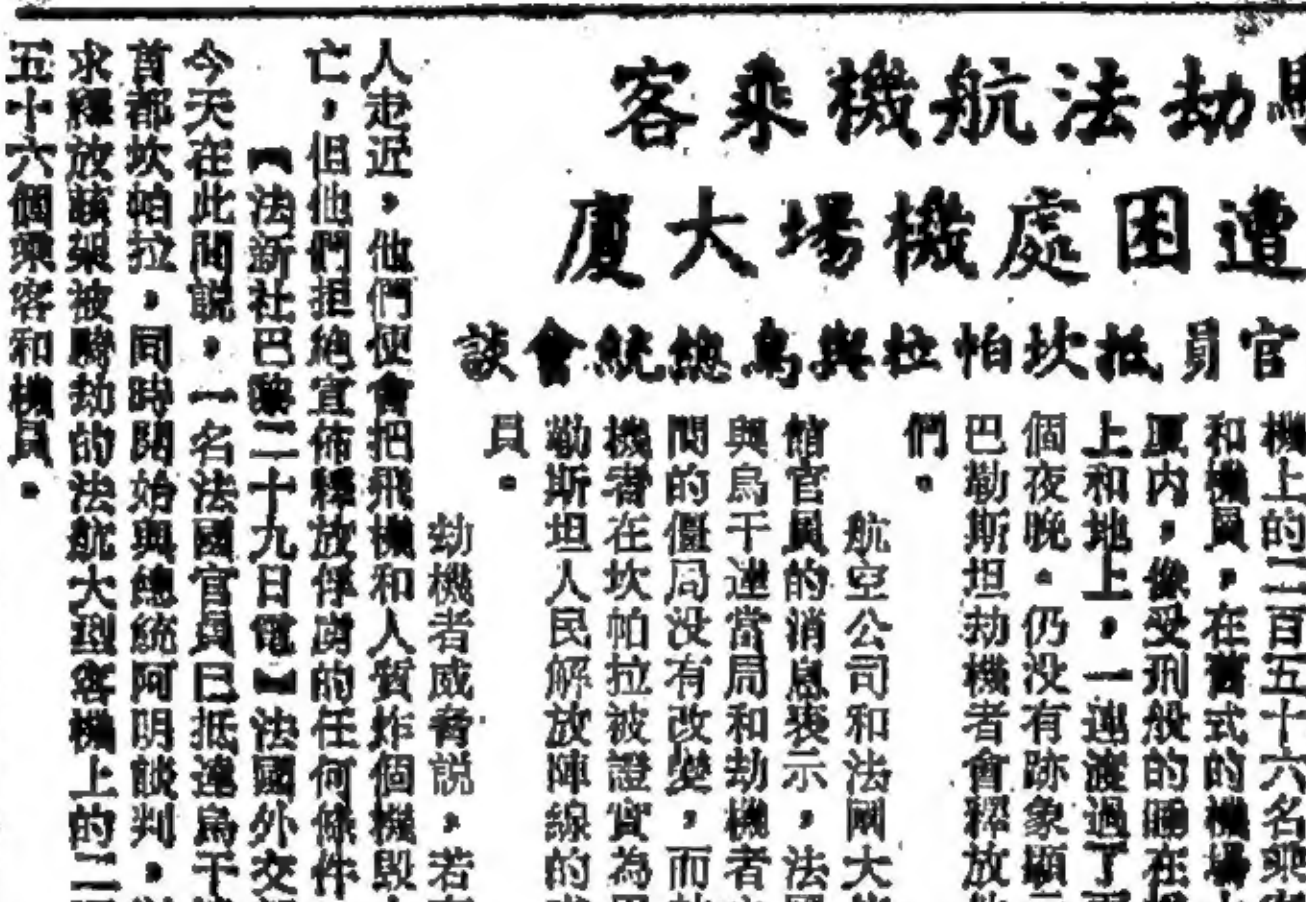 劫法航機乘客
遭困處機場大廈
官員抵坎帕拉與烏總統會談
機上的二百五十六名乘
和機員，在舊式的機場
厦内，像受刑般的睡在
上和地上，一連渡過了
個夜晚。仍没有跡象顯
巴勒斯坦劫機者會釋放
們。
航空公司和法國大
館官員的消息表示，法
與烏干達當局和劫機者
間的僵局没有改變，而
機者在坎帕拉被證實為
勒斯坦人民解放陣線的
員。
劫機者威脅説，若
人走近，他們便會把飛機和人質炸個機毀
亡，但他們拒絶宣佈釋放俘虜的任何條件
【法新社巴黎二十九日電】法國外交
今天在此間説，一名法國官員已抵達烏干
首都坎帕拉，同時開始與總統阿明談判，
求釋放該架被騎劫的法航大型客機上的二
五十六個乘客和機員。